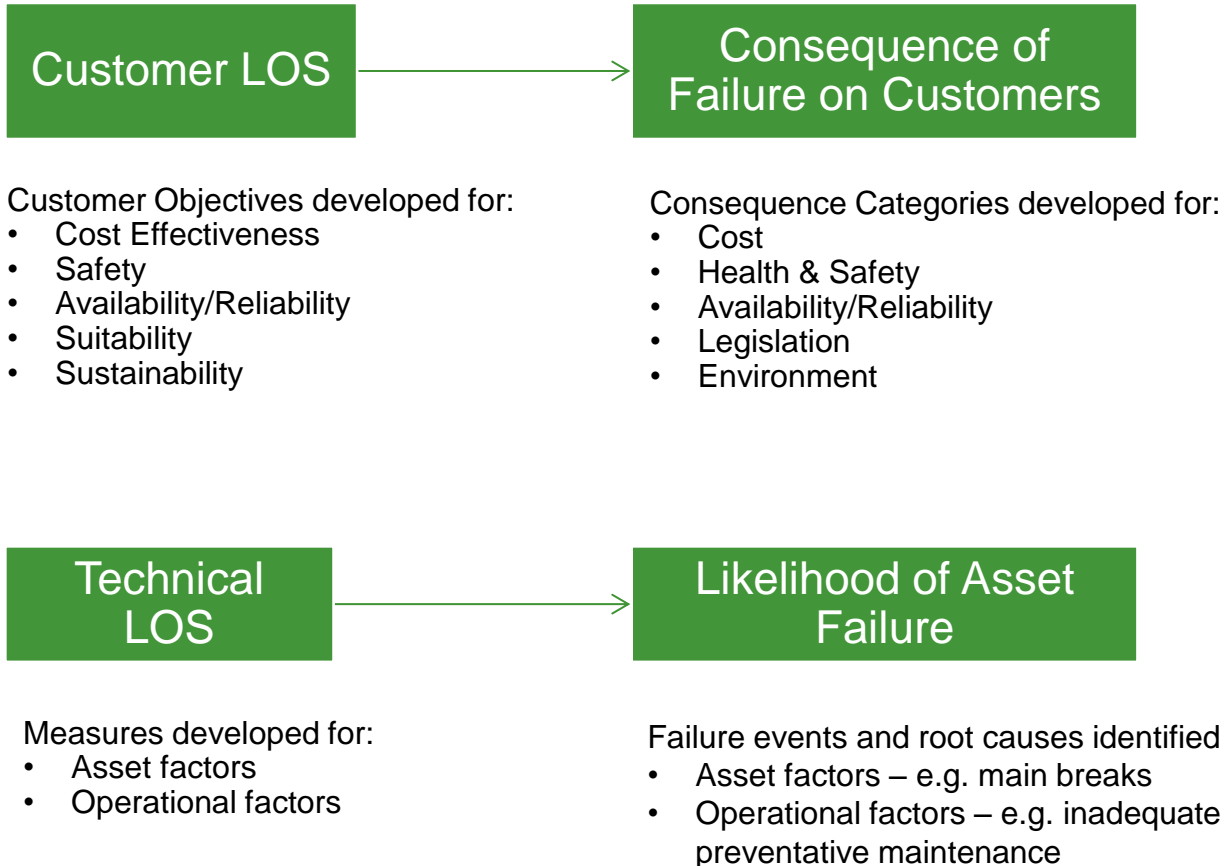 Customer LOS
Consequence of
Failure on Customers
Customer Objectives developed for:
• Cost Effectiveness
• Safety
• Availability/Reliability
• Suitability
• Sustainability
Consequence Categories developed for:
• Cost
• Health & Safety
• Availability/Reliability
• Legislation
• Environment
Technical
LOS
Likelihood of Asset
Failure
Measures developed for:
• Asset factors
• Operational factors
Failure events and root causes identified
• Asset factors – e.g. main breaks
• Operational factors – e.g. inadequate
preventative maintenance